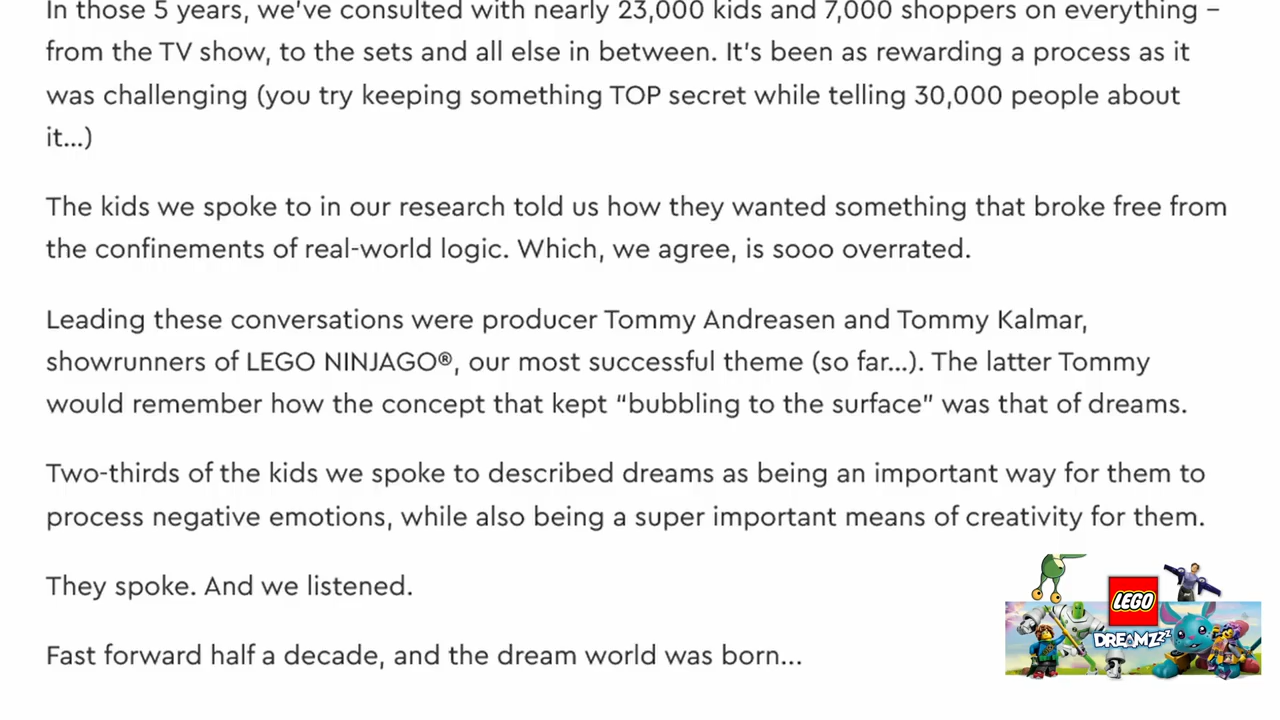 In those 5 years, we've consulted with nearly 23,000 kids and 7,000 shoppers on everything –
from the TV show, to the sets and all else in between. It's been as rewarding a process as it
was challenging (you try keeping something TOP secret while telling 30,000 people about
it...)
The kids we spoke to in our research told us how they wanted something that broke free from
the confinements of real-world logic. Which, we agree, is sooo overrated.
Leading these conversations were producer Tommy Andreasen and Tommy Kalmar,
showrunners of LEGO NINJAGO®, our most successful theme (so far...). The latter Tommy
would remember how the concept that kept “bubbling to the surface” was that of dreams.
Two-thirds of the kids we spoke to described dreams as being an important way for them to
process negative emotions, while also being a super important means of creativity for them.
They spoke. And we listened.
Fast forward half a decade, and the dream world was born...
LEGO
DREAMZzz